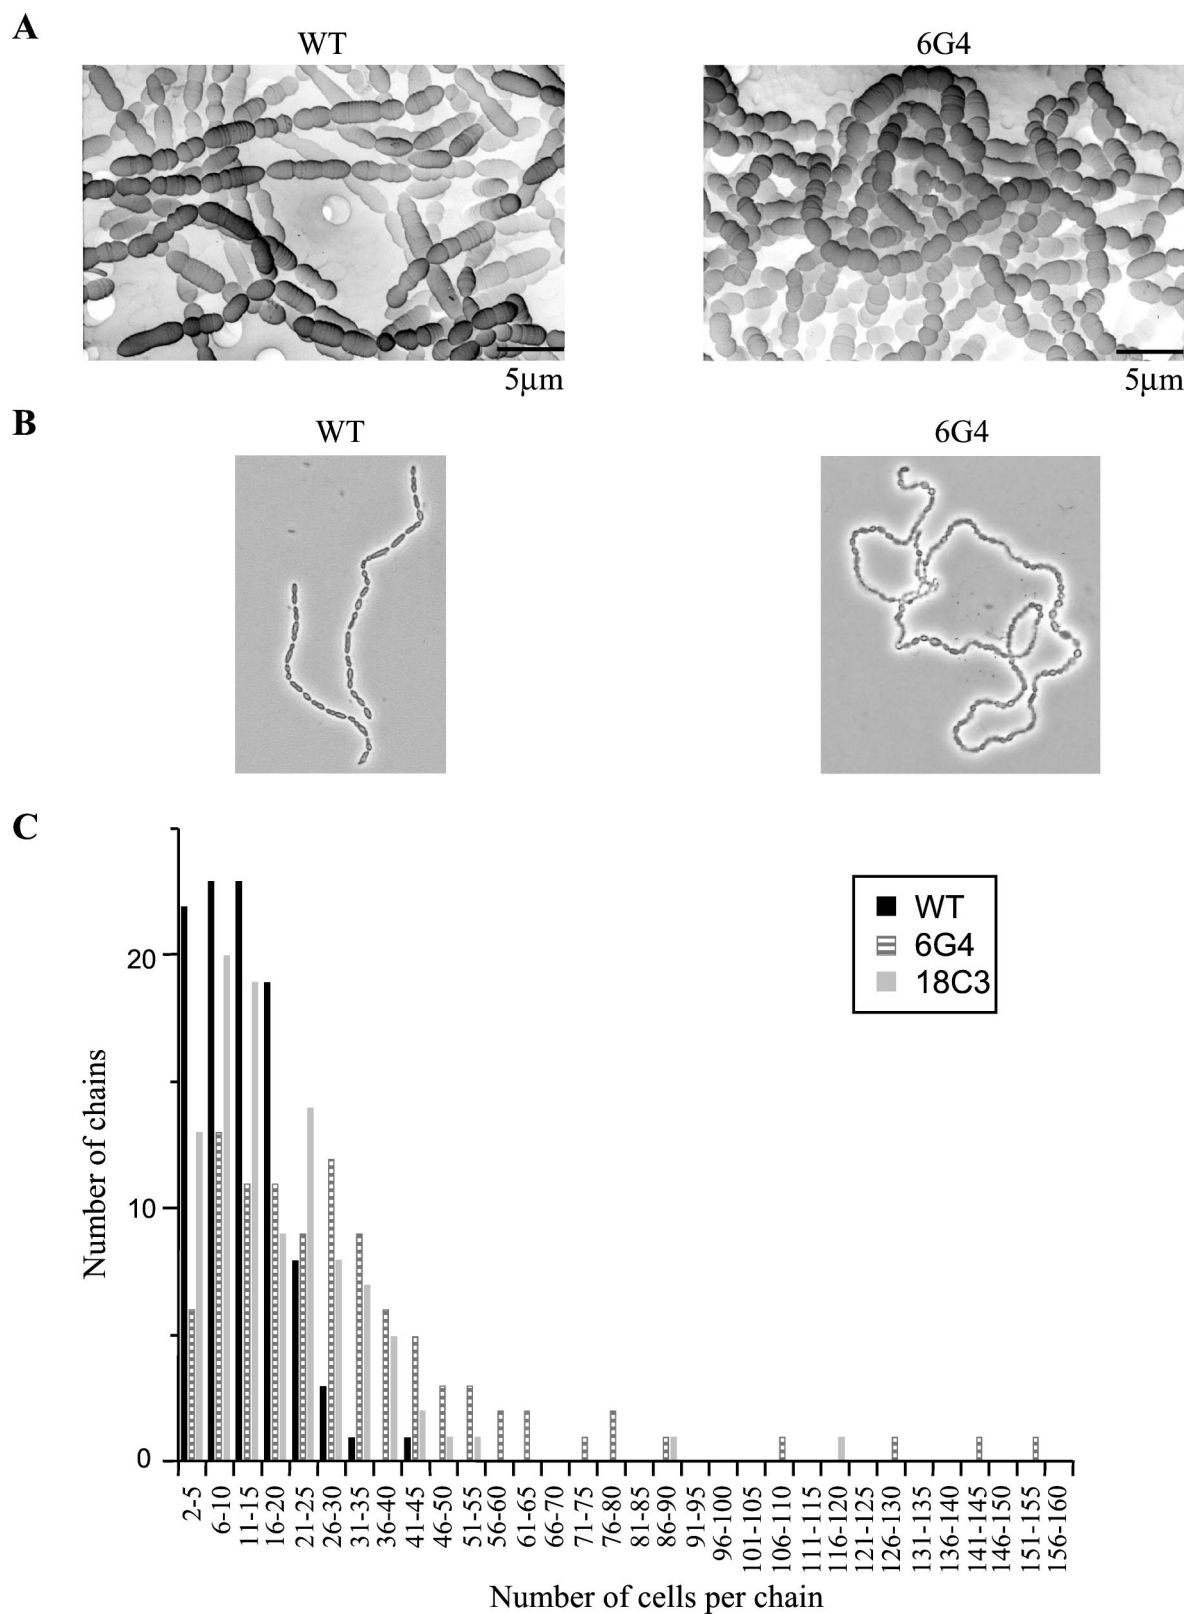 A
WT
6G4
5μm
5μm
B
WT
6G4
C
WT
6G4
18C3
20
10
0
Number of chains
2-5
6-10
11-15
16-20
21-25
26-30
31-35
36-40
41-45
46-50
51-55
56-60
61-65
66-70
71-75
76-80
81-85
86-90
91-95
96-100
101-105
106-110
111-115
116-120
121-125
126-130
131-135
136-140
141-145
146-150
151-155
156-160
Number of cells per chain